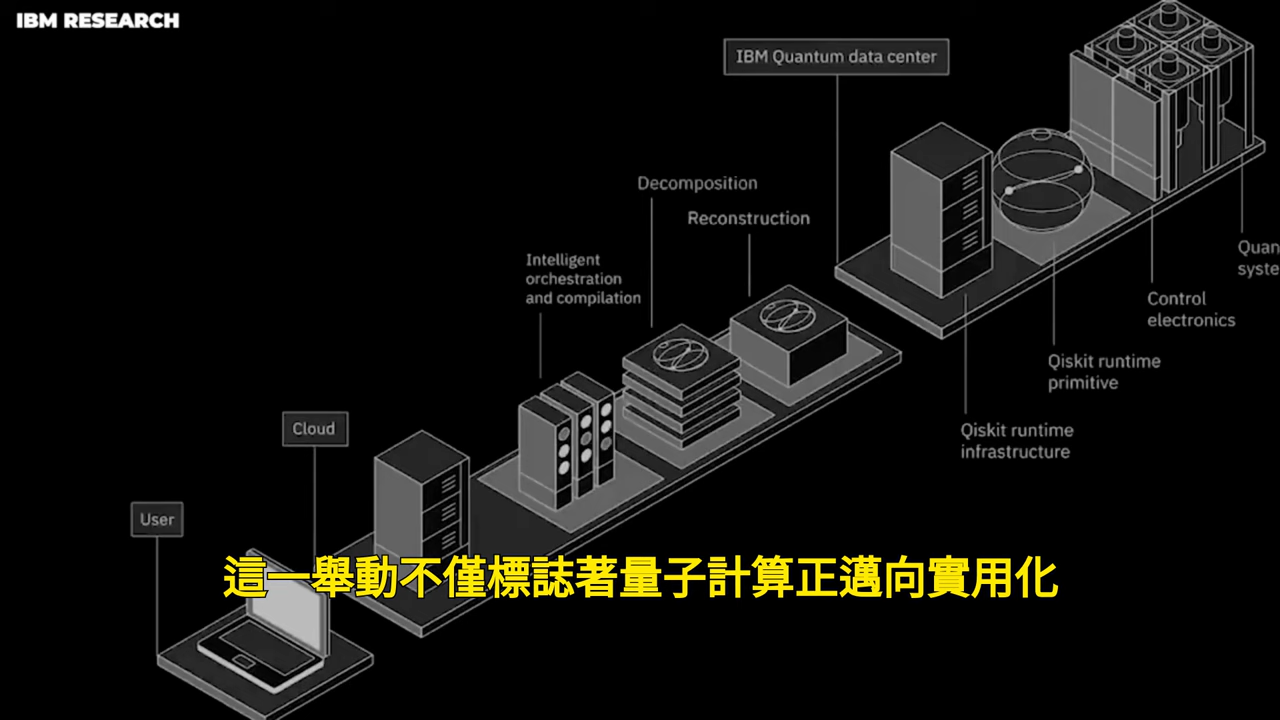 IBM RESEARCH
IBM Quantum data center
Decomposition
Reconstruction
Intelligent
orchestration
and compilation
Quan
syste
Control
electronics
Qiskit runtime
primitive
Qiskit runtime
infrastructure
Cloud
User
這一舉動不僅標誌著量子計算正邁向實用化